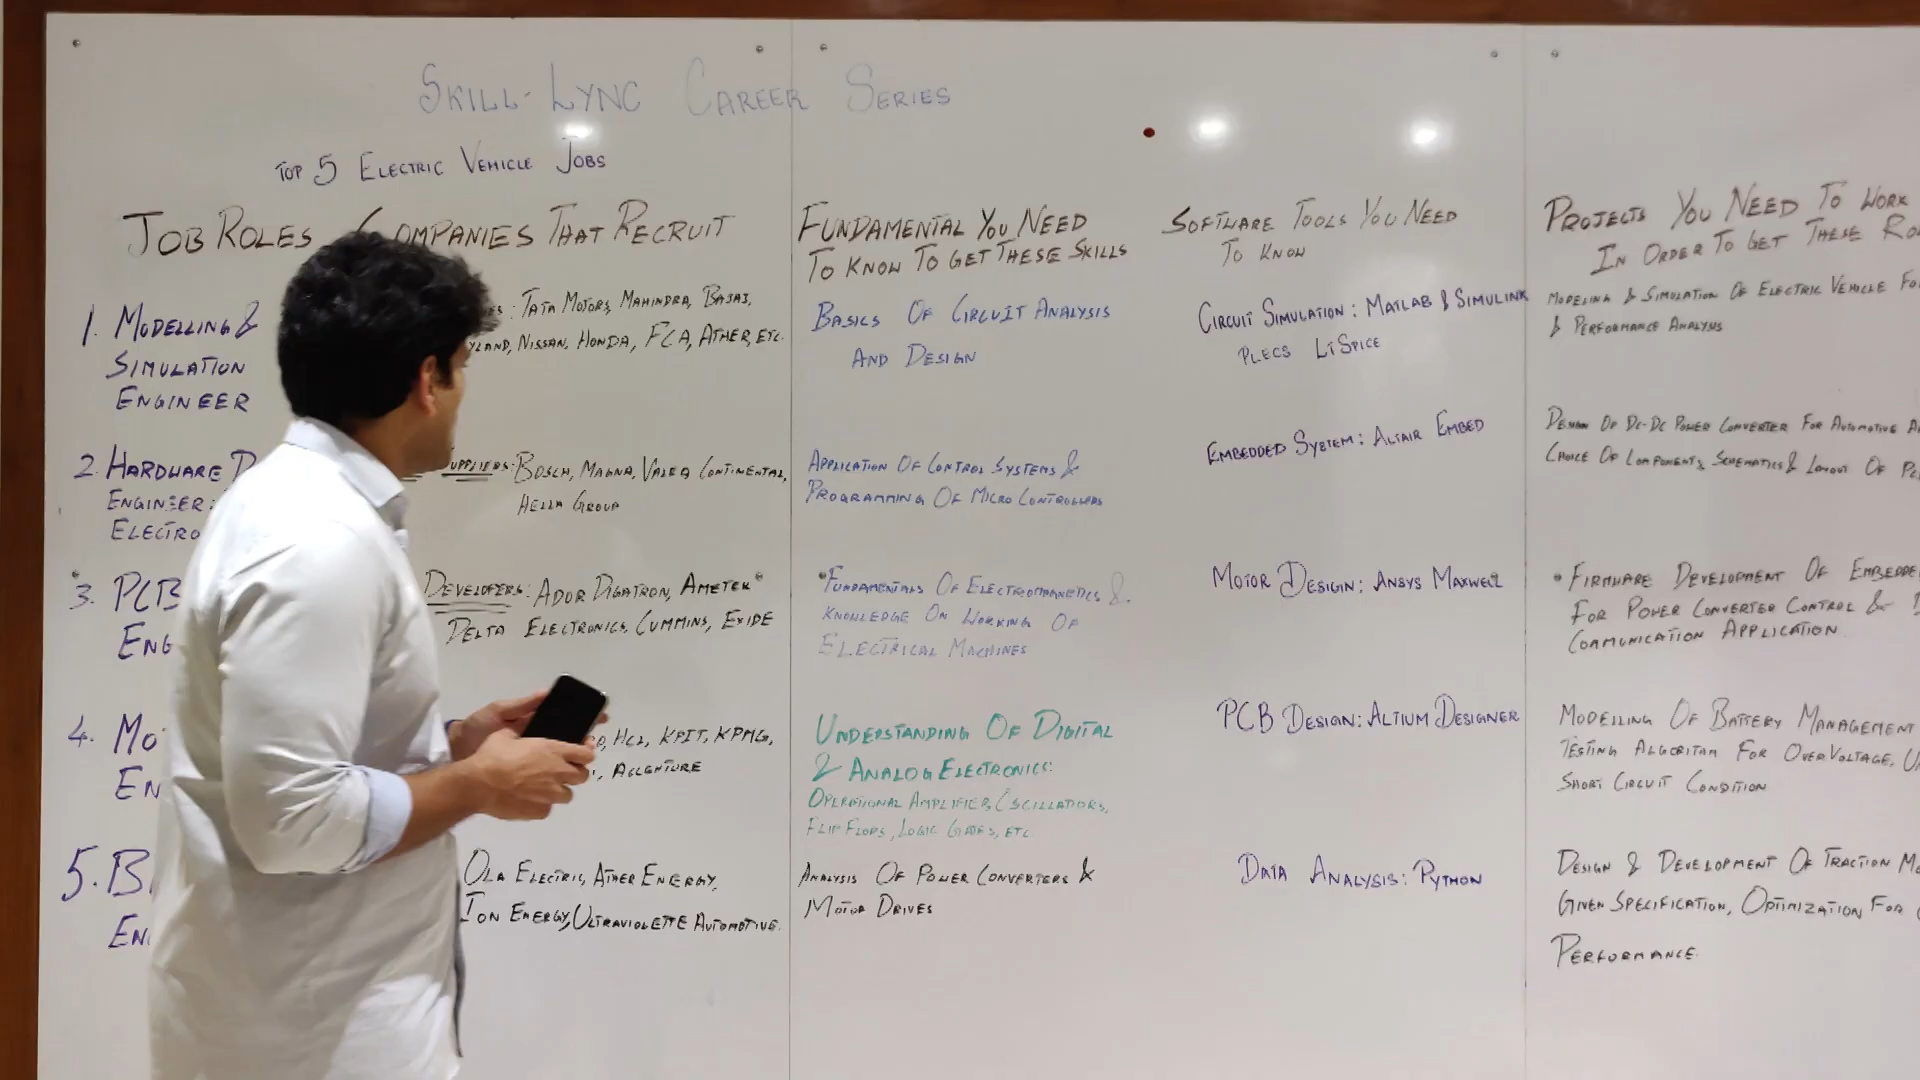 SKILL-LYNC CAREER SERIES
TOP 5 ELECTRIC VEHICLE JOBS
JOB ROLES
1. MODELLING &
SIMULATION
ENGINEER
2. HARDWARE
ENGINEER:
ELECTRO
3. PCB
ENG
4. MO
EN
5. B
EN
COMPANIES THAT RECRUIT
: TATA MOTORS, MAHINDRA, BAJAJ,
YLAND, NISSAN, HONDA, FCA, ATHER, ETC.
UPPLIERS: BOSCH, MAGNA, VALEO, CONTINENTAL,
HELLA GROUP
DEVELOPERS: ADOR DIGATRON, AMETEK
DELTA ELECTRONICS, CUMMINS, EXIDE
, HCL, KPIT, KPMG,
, ACCENTURE
OLA ELECTRIC, ATHER ENERGY,
ION ENERGY, ULTRAVIOLETTE AUTOMOTIVE.
FUNDAMENTAL YOU NEED
TO KNOW TO GET THESE SKILLS
BASICS OF CIRCUIT ANALYSIS
AND DESIGN
APPLICATION OF CONTROL SYSTEMS &
PROGRAMMING OF MICRO CONTROLLERS
FUNDAMENTALS OF ELECTROMAGNETICS &
KNOWLEDGE ON WORKING OF
ELECTRICAL MACHINES
UNDERSTANDING OF DIGITAL
& ANALOG ELECTRONICS:
OPERATIONAL AMPLIFIER, OSCILLATORS,
FLIP FLOPS, LOGIC GATES, ETC
ANALYSIS OF POWER CONVERTERS &
MOTOR DRIVES
SOFTWARE TOOLS YOU NEED
TO KNOW
CIRCUIT SIMULATION: MATLAB & SIMULINK
PLECS LTSPICE
EMBEDDED SYSTEM: ALTAIR EMBED
MOTOR DESIGN: ANSYS MAXWELL
PCB DESIGN: ALTIUM DESIGNER
DATA ANALYSIS: PYTHON
PROJECTS YOU NEED TO WORK
IN ORDER TO GET THESE RO
MODELING & SIMULATION OF ELECTRIC VEHICLE FO
& PERFORMANCE ANALYSIS
DESIGN OF DC-DC POWER CONVERTER FOR AUTOMOTIVE A
CHOICE OF COMPONENTS, SCHEMATICS & LAYOUT OF PC
FIRMWARE DEVELOPMENT OF EMBEDDE
FOR POWER CONVERTER CONTROL &
COMMUNICATION APPLICATION.
MODELLING OF BATTERY MANAGEMENT
TESTING ALGORITHM FOR OVERVOLTAGE, U
SHORT CIRCUIT CONDITION
DESIGN & DEVELOPMENT OF TRACTION M
GIVEN SPECIFICATION, OPTIMIZATION FOR
PERFORMANCE.